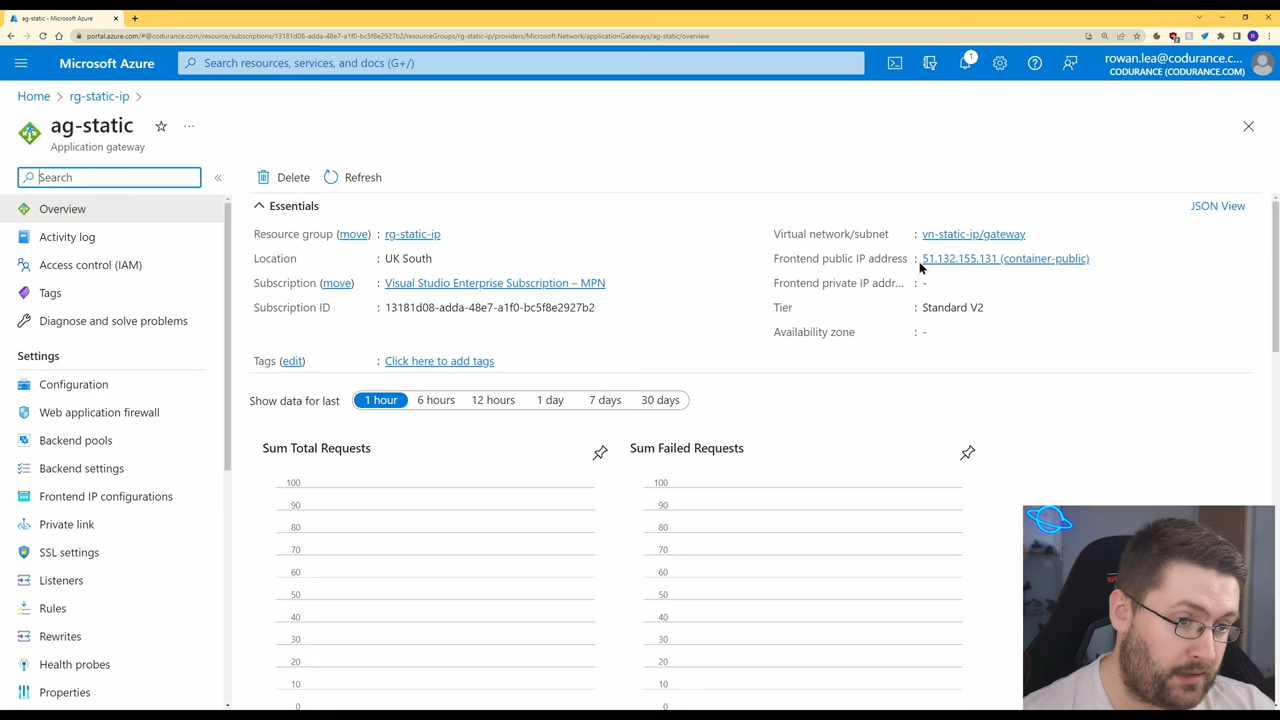 ag-static - Microsoft Azure
portal.azure.com/#@codurance.com/resource/subscriptions/13181d08-adda-48e7-a1f0-bc5f8e2927b2/resourceGroups/rg-static-ip/providers/Microsoft.Network/applicationGateways/ag-static/overview
Microsoft Azure
Search resources, services, and docs (G+/)
1
rowan.lea@codurance.c...
CODURANCE (CODURANCE.COM)
Home > rg-static-ip >
ag-static
Application gateway
Search
Delete
Refresh
Overview
Activity log
Access control (IAM)
Tags
Diagnose and solve problems
Settings
Configuration
Web application firewall
Backend pools
Backend settings
Frontend IP configurations
Private link
SSL settings
Listeners
Rules
Rewrites
Health probes
Properties
Essentials
JSON View
Resource group (move) : rg-static-ip
Location : UK South
Subscription (move) : Visual Studio Enterprise Subscription – MPN
Subscription ID : 13181d08-adda-48e7-a1f0-bc5f8e2927b2
Virtual network/subnet : vn-static-ip/gateway
Frontend public IP address : 51.132.155.131 (container-public)
Frontend private IP addr... : -
Tier : Standard V2
Availability zone : -
Tags (edit) : Click here to add tags
Show data for last 1 hour 6 hours 12 hours 1 day 7 days 30 days
Sum Total Requests
100
90
80
70
60
50
40
30
20
10
0
Sum Failed Requests
100
90
80
70
60
50
40
30
20
10
0